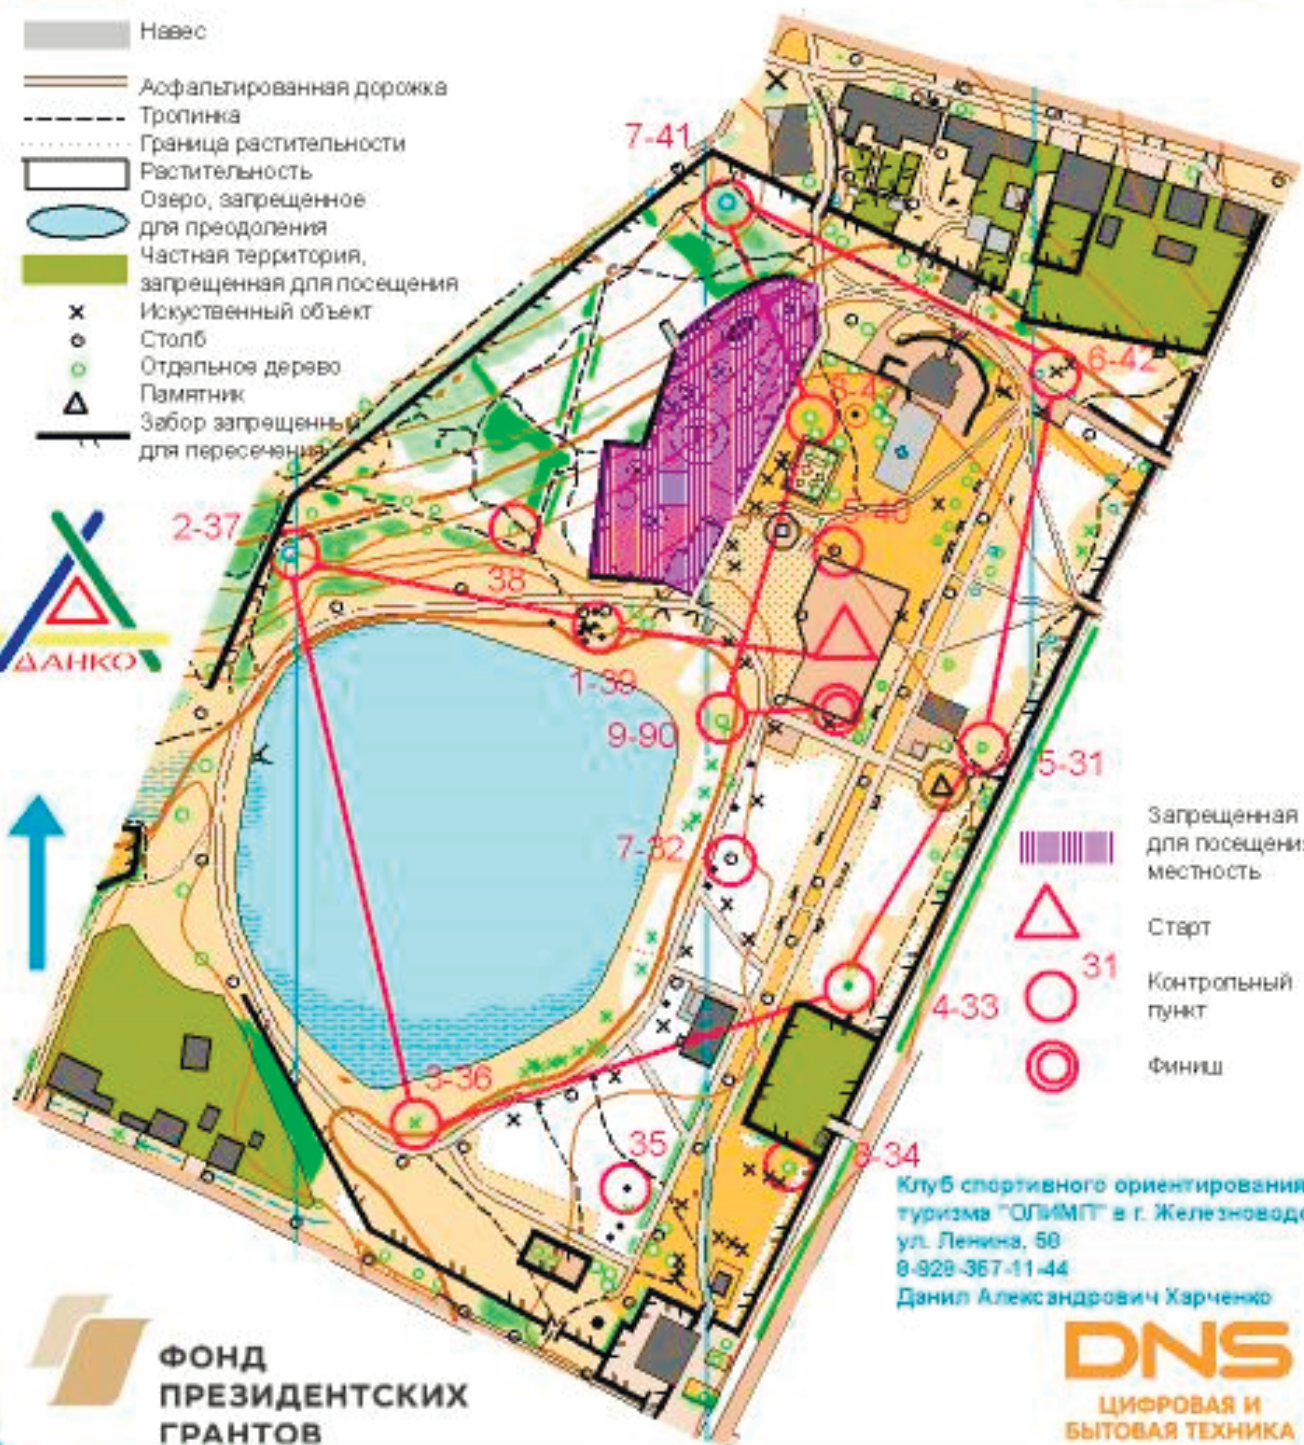 Навес
Асфальтированная дорожка
Тропинка
Граница растительности
Растительность
Озеро, запрещенное
для преодоления
Частная территория,
запрещенная для посещения
Искуственный объект
Столб
Отдельное дерево
Памятник
Забор запрещенный
для пересечения
7-41
6-42
2-37
38
5-40
ДАНКО
1-39
9-90
5-31
7-32
4-33
3-36
35
8-34
Запрещенная
для посещения
местность
Старт
31
Контрольный
пункт
Финиш
Клуб спортивного ориентирования
туризма "ОЛИМП" в г. Железноводс
ул. Ленина, 58
8-928-367-11-44
Данил Александрович Харченко
ФОНД
ПРЕЗИДЕНТСКИХ
ГРАНТОВ
DNS
ЦИФРОВАЯ И
БЫТОВАЯ ТЕХНИКА